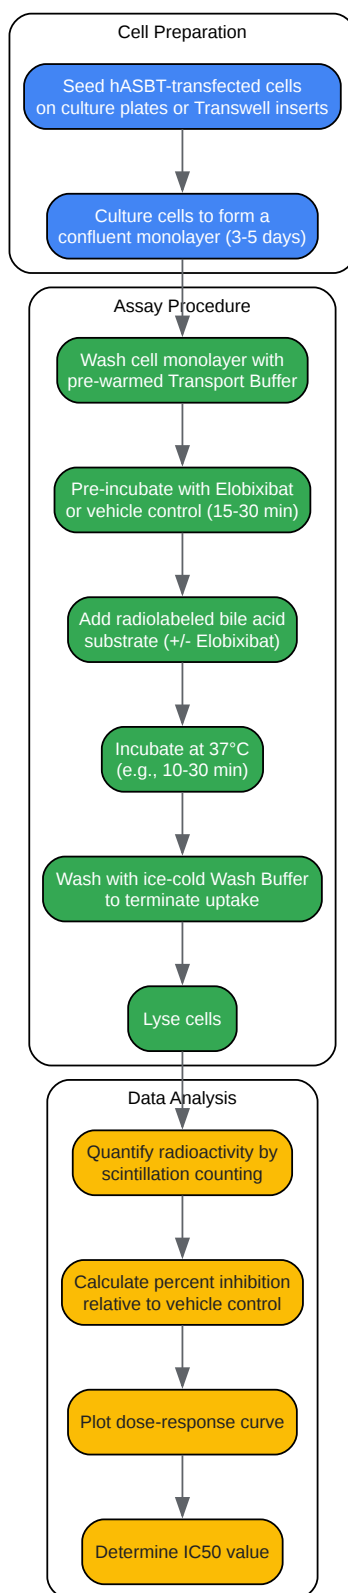 Cell Preparation
Seed hASBT-transfected cells
on culture plates or Transwell inserts
Culture cells to form a
confluent monolayer (3-5 days)
Assay Procedure
Wash cell monolayer with
pre-warmed Transport Buffer
Pre-incubate with Elobixibat
or vehicle control (15-30 min)
Add radiolabeled bile acid
substrate (+/- Elobixibat)
Incubate at 37°C
(e.g., 10-30 min)
Wash with ice-cold Wash Buffer
to terminate uptake
Lyse cells
Data Analysis
Quantify radioactivity by
scintillation counting
Calculate percent inhibition
relative to vehicle control
Plot dose-response curve
Determine IC50 value